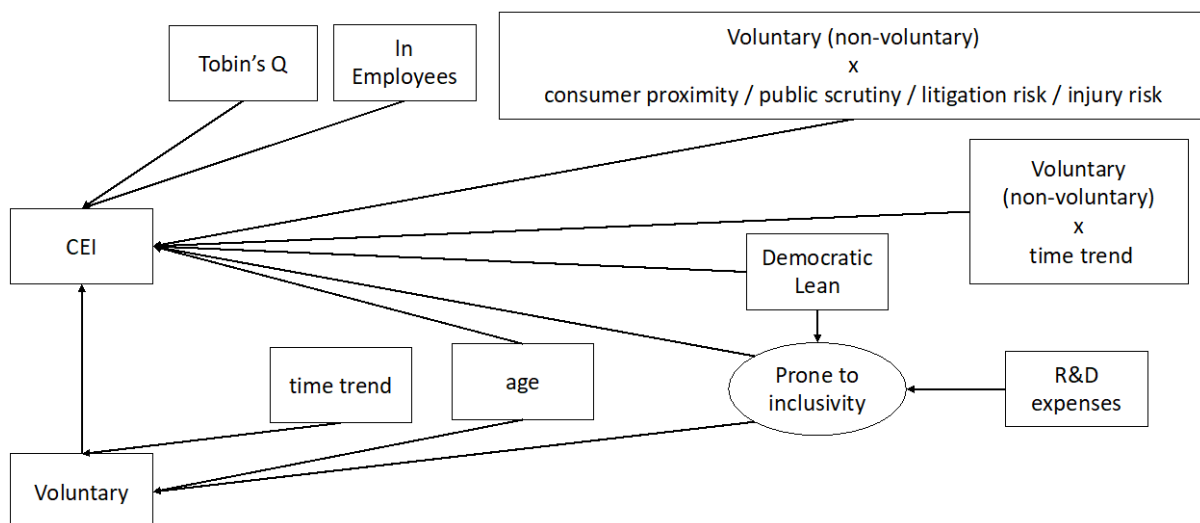 Tobin's Q
In
Employees
Voluntary (non-voluntary)
x
consumer proximity / public scrutiny / litigation risk / injury risk
Voluntary
(non-voluntary)
x
time trend
CEI
Democratic
Lean
time trend
age
Prone to
inclusivity
R&D
expenses
Voluntary